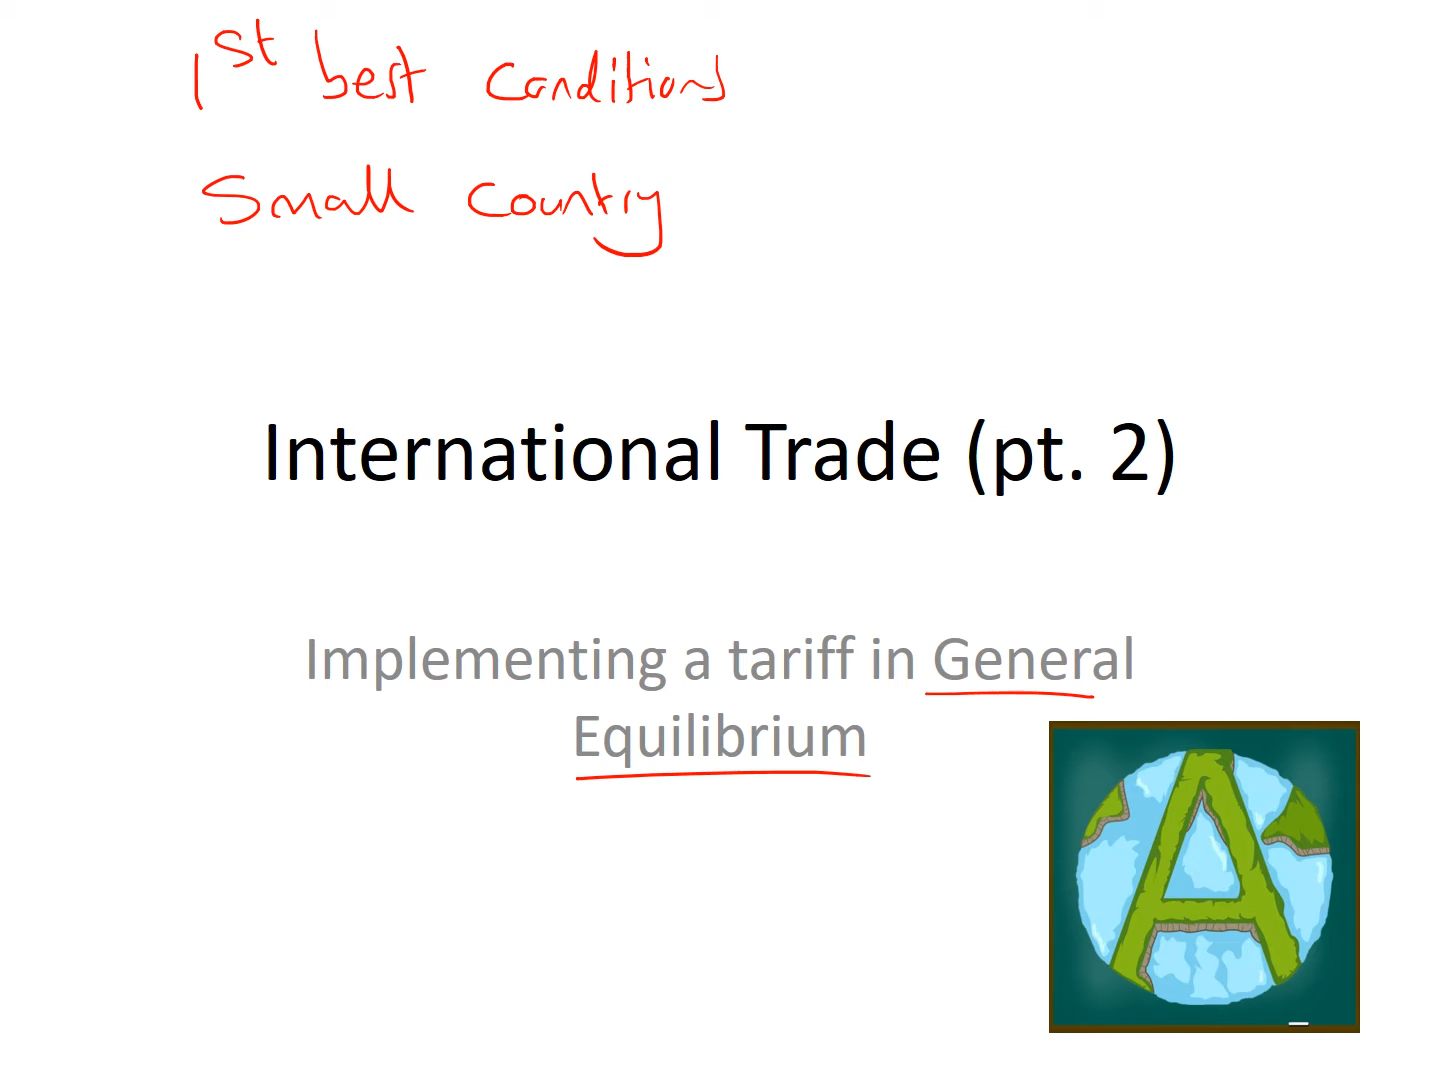 1st best conditions
Small country
International Trade (pt. 2)
Implementing a tariff in General
Equilibrium
A